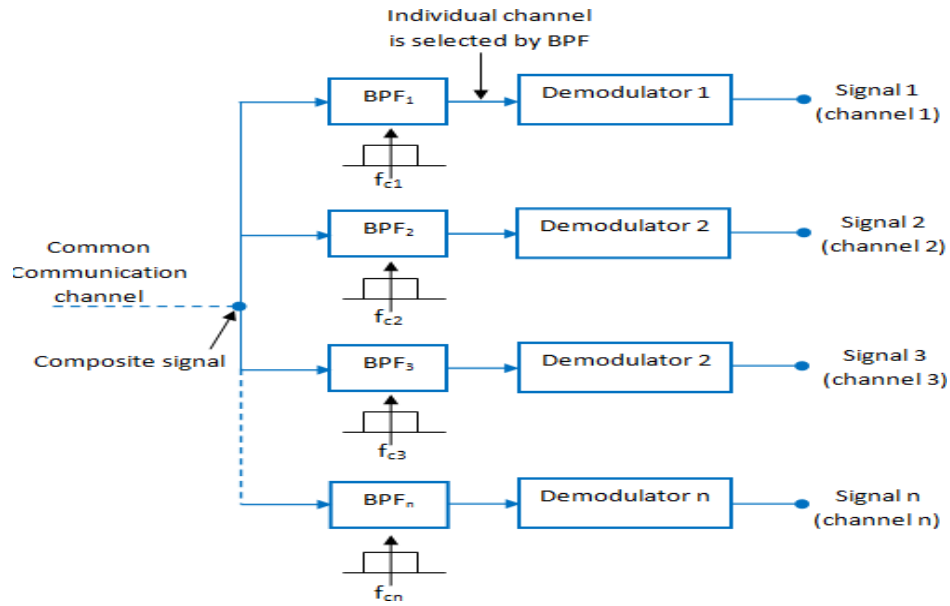 Individual channel
is selected by BPF
BPF₁
Demodulator 1
Signal 1
(channel 1)
fc1
BPF₂
Demodulator 2
Signal 2
(channel 2)
Common
Communication
channel
fc2
Composite signal
BPF₃
Demodulator 2
Signal 3
(channel 3)
fc3
BPFₙ
Demodulator n
Signal n
(channel n)
fcn